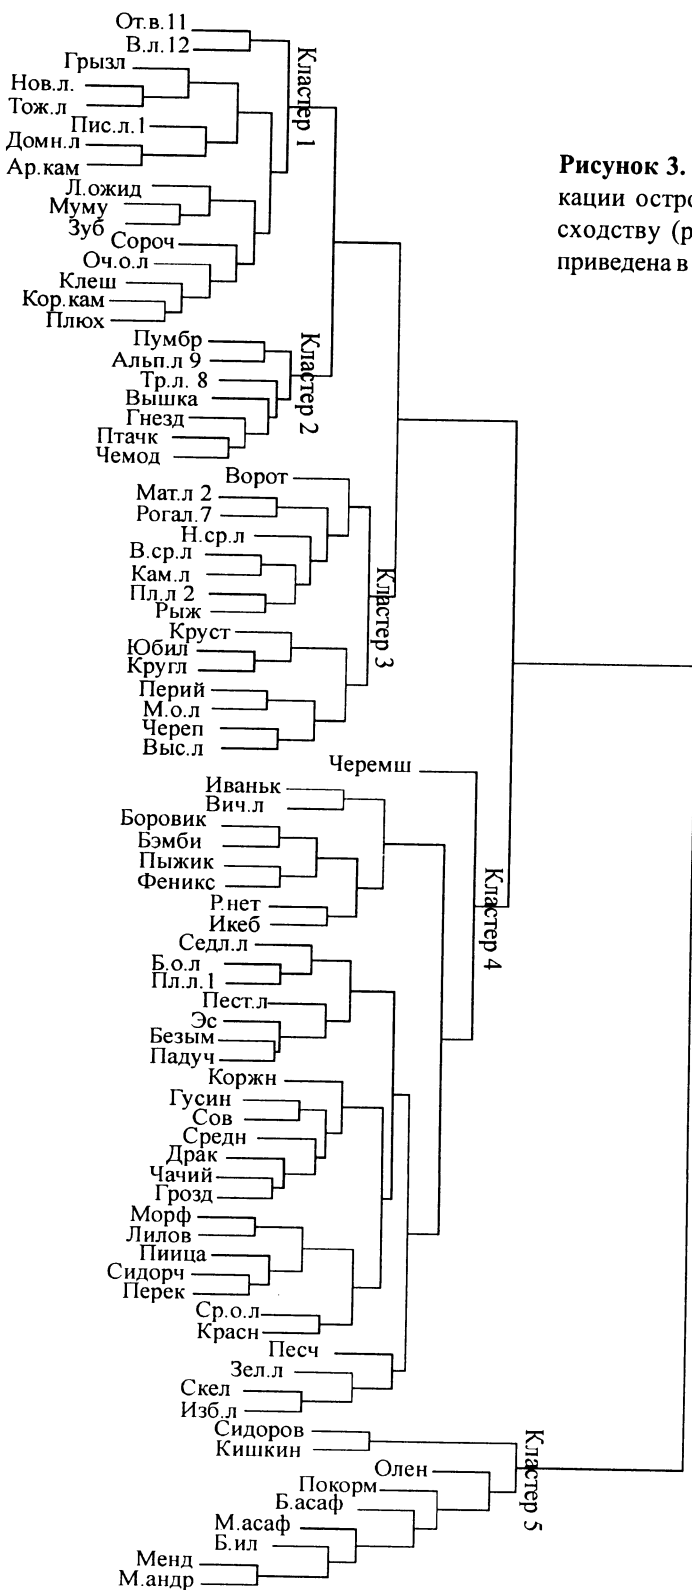 От.в.11
В.л.12
Грызл
Нов.л.
Тож.л
Пис.л.1
Домн.л
Ар.кам
Л.ожид
Муму
Зуб
Сороч
Оч.о.л
Клеш
Кор.кам
Плюх
Кластер 1
Пумбр
Альп.л 9
Тр.л. 8
Вышка
Гнезд
Птачк
Чемод
Кластер 2
Ворот
Мат.л 2
Рогал.7
Н.ср.л
В.ср.л
Кам.л
Пл.л 2
Рыж
Круст
Юбил
Кругл
Перий
М.о.л
Череп
Выс.л
Кластер 3
Черемш
Иваньк
Вич.л
Боровик
Бэмби
Пыжик
Феникс
Р.нет
Икеб
Седл.л
Б.о.л
Пл.л.1
Пест.л
Эс
Безым
Падуч
Коржн
Гусин
Сов
Средн
Драк
Чачий
Грозд
Морф
Лилов
Пиица
Сидорч
Перек
Ср.о.л
Красн
Песч
Зел.л
Скел
Изб.л
Кластер 4
Сидоров
Кишкин
Олен
Покорм
Б.асаф
М.асаф
Б.ил
Менд
М.андр
Кластер 5
Рисунок 3.
кации остро
сходству (р
приведена в